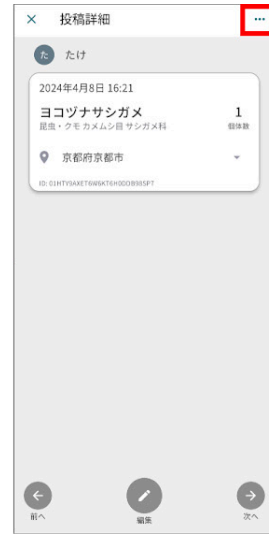 投稿詳細
た たけ
2024年4月8日 16:21
ヨコヅナサシガメ 1
昆虫・クモ カメムシ目 サシガメ科 個体数
京都府京都市
前へ 編集 次へ